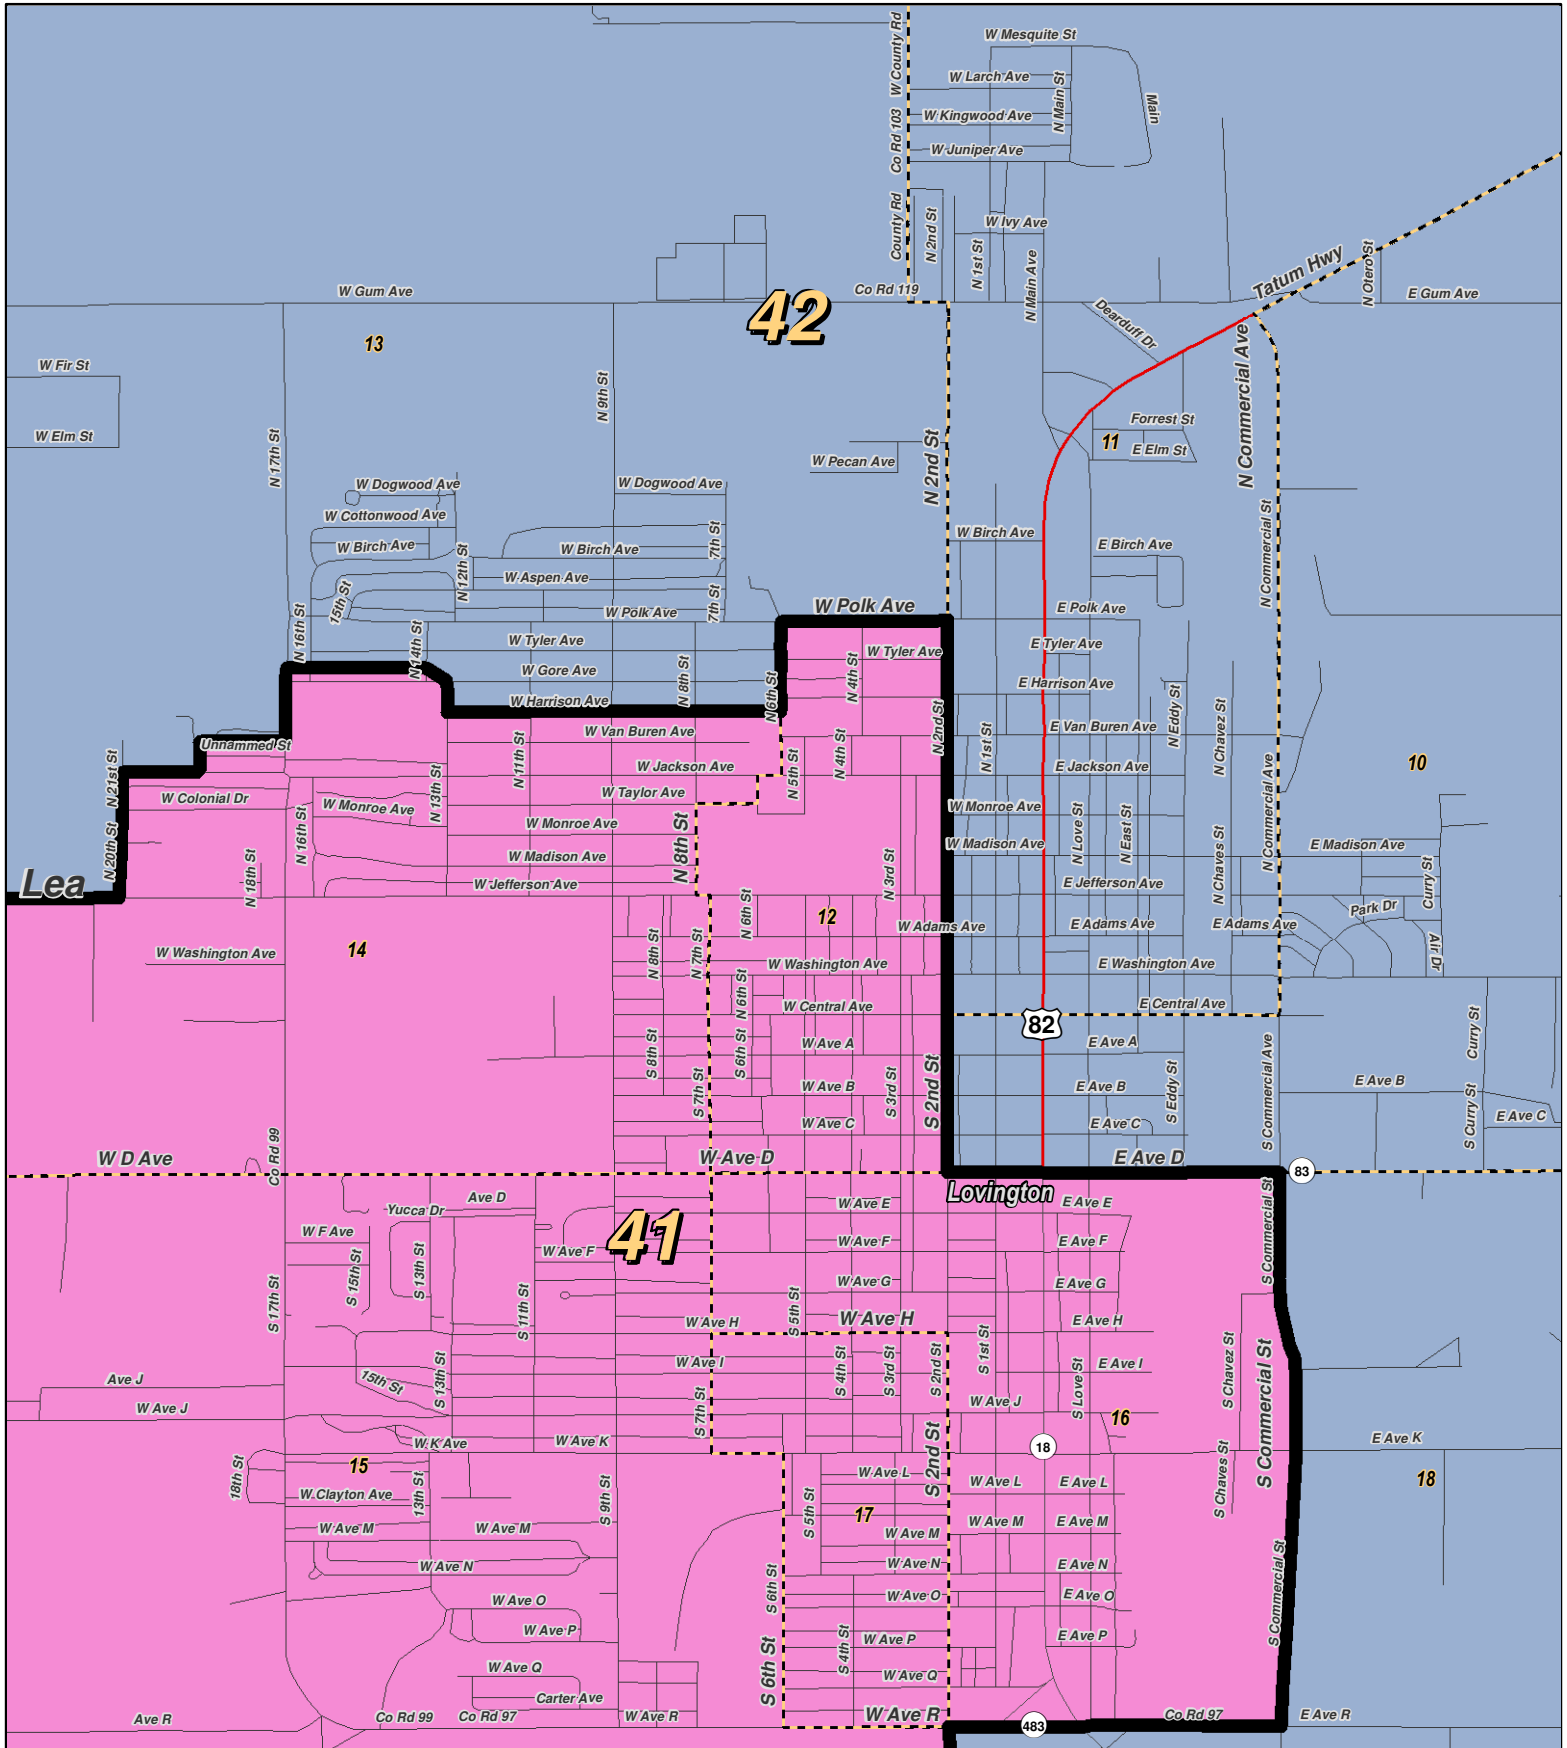 W County Rd
W Mesquite St
W Larch Ave
N Main St
Main
W Kingwood Ave
Co Rd 103
W Juniper Ave
County Rd
N 2nd St
W Ivy Ave
N 1st St
N Main Ave
Tatum Hwy
N Otero St
W Gum Ave
Co Rd 119
E Gum Ave
42
13
Dearduff Dr
N Commercial Ave
W Fir St
N 9th St
W Elm St
N 17th St
Forrest St
11
E Elm St
W Pecan Ave
N 2nd St
W Dogwood Ave
W Dogwood Ave
W Cottonwood Ave
7th St
W Birch Ave
W Birch Ave
W Birch Ave
E Birch Ave
N Commercial St
N 12th St
W Aspen Ave
15th St
7th St
W Polk Ave
W Polk Ave
E Polk Ave
N 16th St
N 14th St
W Tyler Ave
W Tyler Ave
E Tyler Ave
W Gore Ave
N 8th St
N 4th St
N 6th St
E Harrison Ave
W Harrison Ave
N Eddy St
N 2nd St
W Van Buren Ave
E Van Buren Ave
N Chavez St
Unnammed St
N 11th St
N 4th St
N 1st St
N 21st St
W Jackson Ave
N 5th St
E Jackson Ave
10
N 13th St
W Colonial Dr
W Taylor Ave
W Monroe Ave
W Monroe Ave
N Commercial Ave
N 16th St
W Monroe Ave
N Love St
N East St
N 20th St
N 8th St
W Madison Ave
W Madison Ave
E Madison Ave
N 18th St
N 3rd St
N Chaves St
Curry St
Lea
W Jefferson Ave
E Jefferson Ave
N 6th St
12
W Adams Ave
E Adams Ave
E Adams Ave
Park Dr
14
W Washington Ave
N 8th St
N 7th St
W Washington Ave
E Washington Ave
Air Dr
N 6th St
W Central Ave
E Central Ave
82
Curry St
S 8th St
S 6th St
W Ave A
E Ave A
S Commercial Ave
S 7th St
W Ave B
S 3rd St
S 2nd St
E Ave B
S Eddy St
E Ave B
W Ave C
E Ave C
S Curry St
E Ave C
Co Rd 99
W D Ave
W Ave D
E Ave D
83
Lovington
Ave D
Yucca Dr
W Ave E
E Ave E
S Commercial St
W F Ave
41
W Ave F
W Ave F
E Ave F
S 15th St
S 13th St
W Ave G
E Ave G
S 17th St
S 11th St
S 5th St
W Ave H
W Ave H
E Ave H
S 1st St
W Ave I
S 4th St
S 3rd St
S 2nd St
E Ave I
S Chavez St
S Commercial St
15th St
S 13th St
Ave J
W Ave J
S 7th St
W Ave J
S Love St
16
W K Ave
W Ave K
18
E Ave K
18th St
15
13th St
W Ave L
S 2nd St
W Ave L
E Ave L
S Chaves St
18
W Clayton Ave
S 9th St
S 5th St
17
W Ave M
W Ave M
W Ave M
W Ave M
E Ave M
W Ave N
W Ave N
E Ave N
S 6th St
W Ave O
W Ave O
E Ave O
S Commercial St
W Ave P
S 4th St
W Ave P
E Ave P
W Ave Q
S 6th St
W Ave Q
Carter Ave
Ave R
Co Rd 99
Co Rd 97
W Ave R
W Ave R
483
Co Rd 97
E Ave R